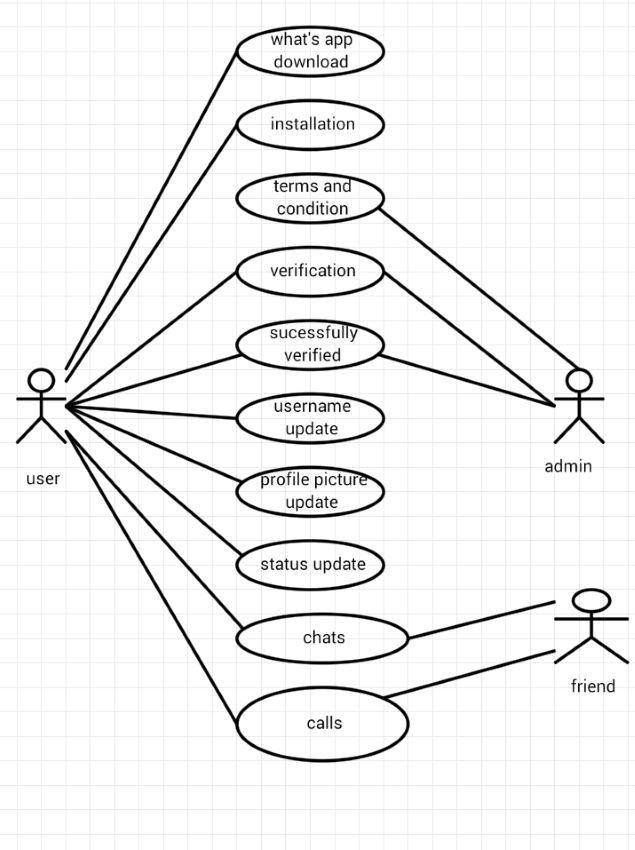 what's app
download
installation
terms and
condition
verification
sucessfully
verified
username
update
profile picture
update
status update
chats
calls
user
admin
friend